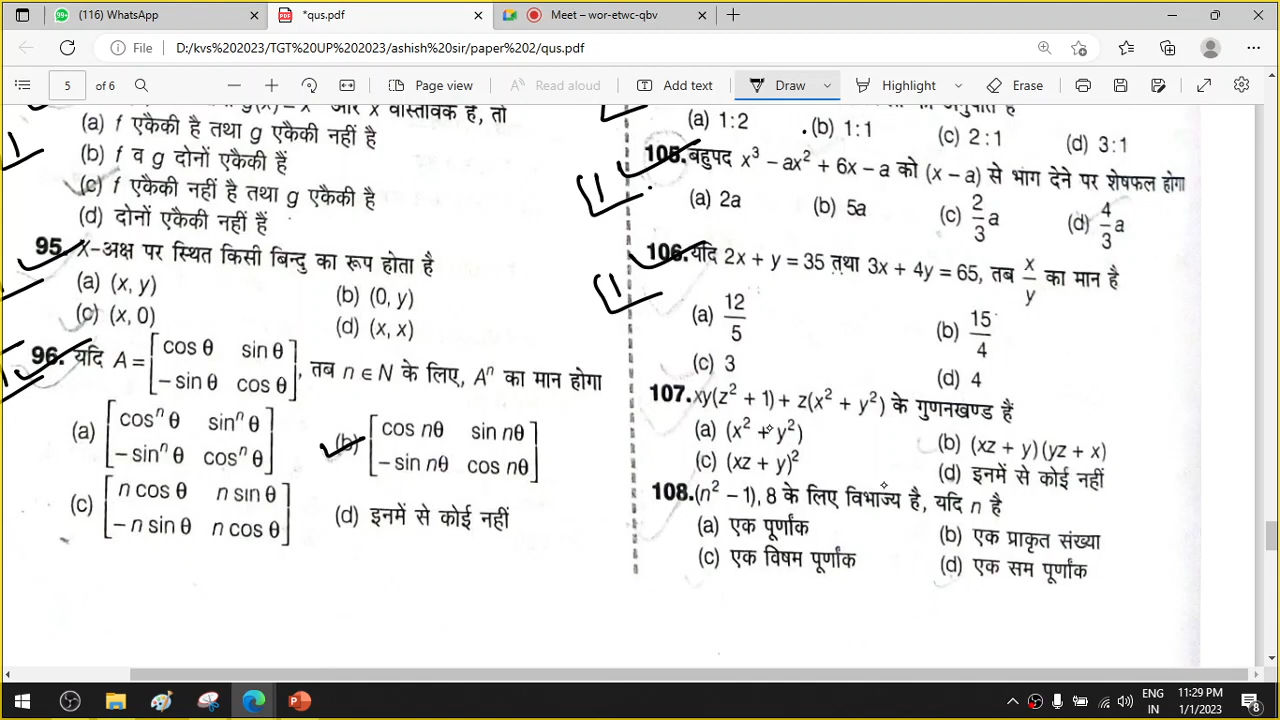 (116) WhatsApp
*qus.pdf
Meet – wor-etwc-qbv
File
D:/kvs%202023/TGT%20UP%202023/ashish%20sir/paper%202/qus.pdf
5 of 6
Page view
Read aloud
Add text
Draw
Highlight
Erase
और x वास्तविक है, तो
(a) f एकैकी है तथा g एकैकी नहीं है
(b) f व g दोनों एकैकी हैं
(c) f एकैकी नहीं है तथा g एकैकी है
(d) दोनों एकैकी नहीं हैं
95. X-अक्ष पर स्थित किसी बिन्दु का रूप होता है
(a) (x, y)
(b) (0, y)
(c) (x, 0)
(d) (x, x)
96. यदि A = [cos θ sin θ
– sin θ cos θ], तब n ∈ N के लिए, Aⁿ का मान होगा
(a) [cosⁿ θ sinⁿ θ
– sinⁿ θ cosⁿ θ]
(b) [cos nθ sin nθ
– sin nθ cos nθ]
(c) [n cos θ n sin θ
– n sin θ n cos θ]
(d) इनमें से कोई नहीं
(a) 1:2
(b) 1:1
(c) 2:1
(d) 3:1
105. बहुपद x³ – ax² + 6x – a को (x – a) से भाग देने पर शेषफल होगा
(a) 2a
(b) 5a
(c) 2/3 a
(d) 4/3 a
106. यदि 2x + y = 35 तथा 3x + 4y = 65, तब x/y का मान है
(a) 12/5
(b) 15/4
(c) 3
(d) 4
107. xy(z² + 1) + z(x² + y²) के गुणनखण्ड हैं
(a) (x² + y²)
(b) (xz + y)(yz + x)
(c) (xz + y)²
(d) इनमें से कोई नहीं
108. (n² – 1), 8 के लिए विभाज्य है, यदि n है
(a) एक पूर्णांक
(b) एक प्राकृत संख्या
(c) एक विषम पूर्णांक
(d) एक सम पूर्णांक
ENG
IN
11:29 PM
1/1/2023
8